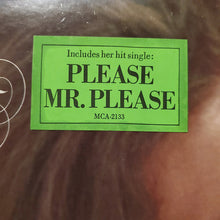 Includes her hit single:
PLEASE
MR. PLEASE
MCA-2133